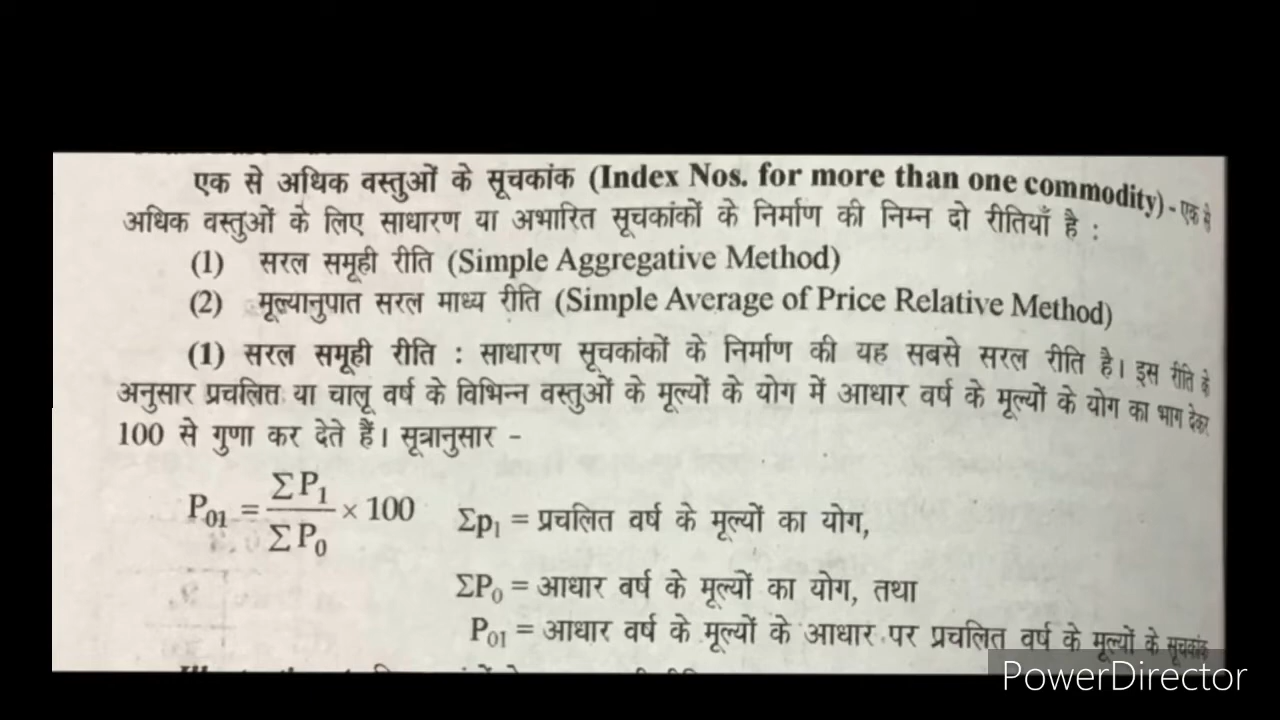 एक से अधिक वस्तुओं के सूचकांक (Index Nos. for more than one commodity) - एक से
अधिक वस्तुओं के लिए साधारण या अभारित सूचकांकों के निर्माण की निम्न दो रीतियाँ है :
(1) सरल समूही रीति (Simple Aggregative Method)
(2) मूल्यानुपात सरल माध्य रीति (Simple Average of Price Relative Method)
(1) सरल समूही रीति : साधारण सूचकांकों के निर्माण की यह सबसे सरल रीति है। इस रीति के
अनुसार प्रचलित या चालू वर्ष के विभिन्न वस्तुओं के मूल्यों के योग में आधार वर्ष के मूल्यों के योग का भाग देकर
100 से गुणा कर देते हैं। सूत्रानुसार -
P₀₁ = ΣP₁ / ΣP₀ × 100
Σp₁ = प्रचलित वर्ष के मूल्यों का योग,
ΣP₀ = आधार वर्ष के मूल्यों का योग, तथा
P₀₁ = आधार वर्ष के मूल्यों के आधार पर प्रचलित वर्ष के मूल्यों के सूचकांक
PowerDirector